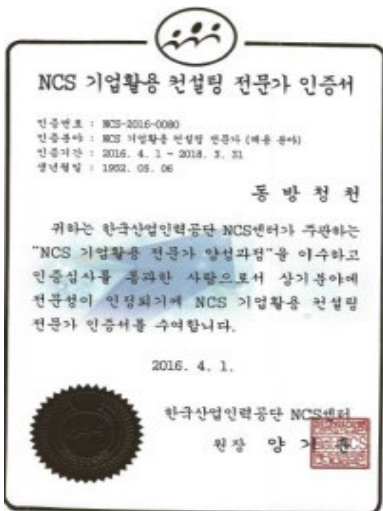 NCS 기업활용 컨설팅 전문가 인증서
인증번호 : NCS-2016-0080
인증분야 : NCS 기업활용 컨설팅 전문가 (채용 분야)
인증기간 : 2016. 4. 1 ~ 2018. 3. 31
생년월일 : 1952. 05. 06
동 방 청 천
귀하는 한국산업인력공단 NCS센터가 주관하는
"NCS 기업활용 전문가 양성과정"을 이수하고
인증심사를 통과한 사람으로서 상기분야에
전문성이 인정되기에 NCS 기업활용 컨설팅
전문가 인증서를 수여합니다.
2016. 4. 1.
한국산업인력공단 NCS센터
원장 양